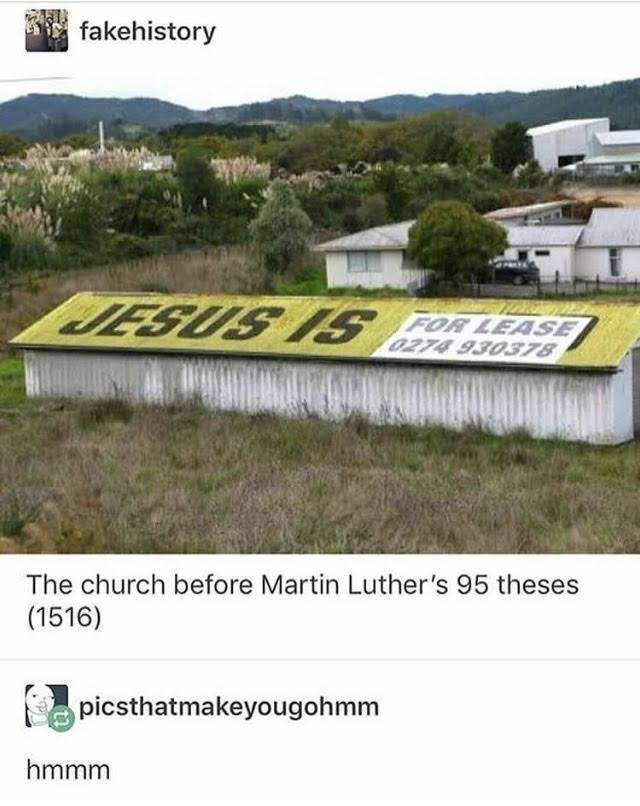 fakehistory
JESUS IS
FOR LEASE
0274 930378
The church before Martin Luther's 95 theses
(1516)
picsthatmakeyougohmm
hmmm